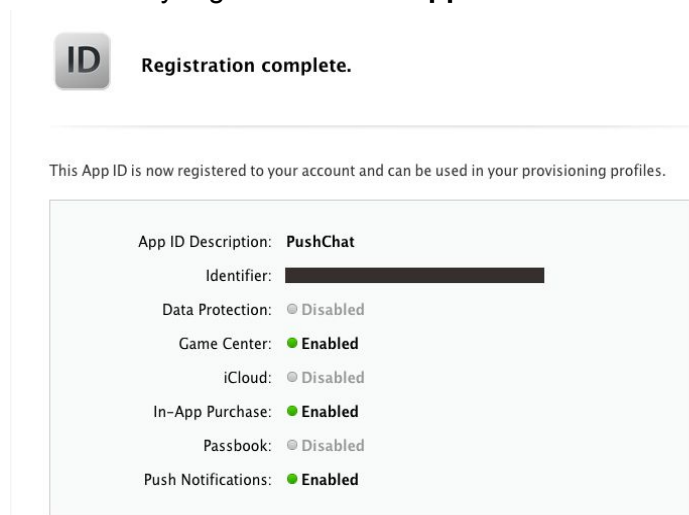 ID
Registration complete.
This App ID is now registered to your account and can be used in your provisioning profiles.
App ID Description: PushChat
Identifier:
Data Protection: Disabled
Game Center: Enabled
iCloud: Disabled
In-App Purchase: Enabled
Passbook: Disabled
Push Notifications: Enabled